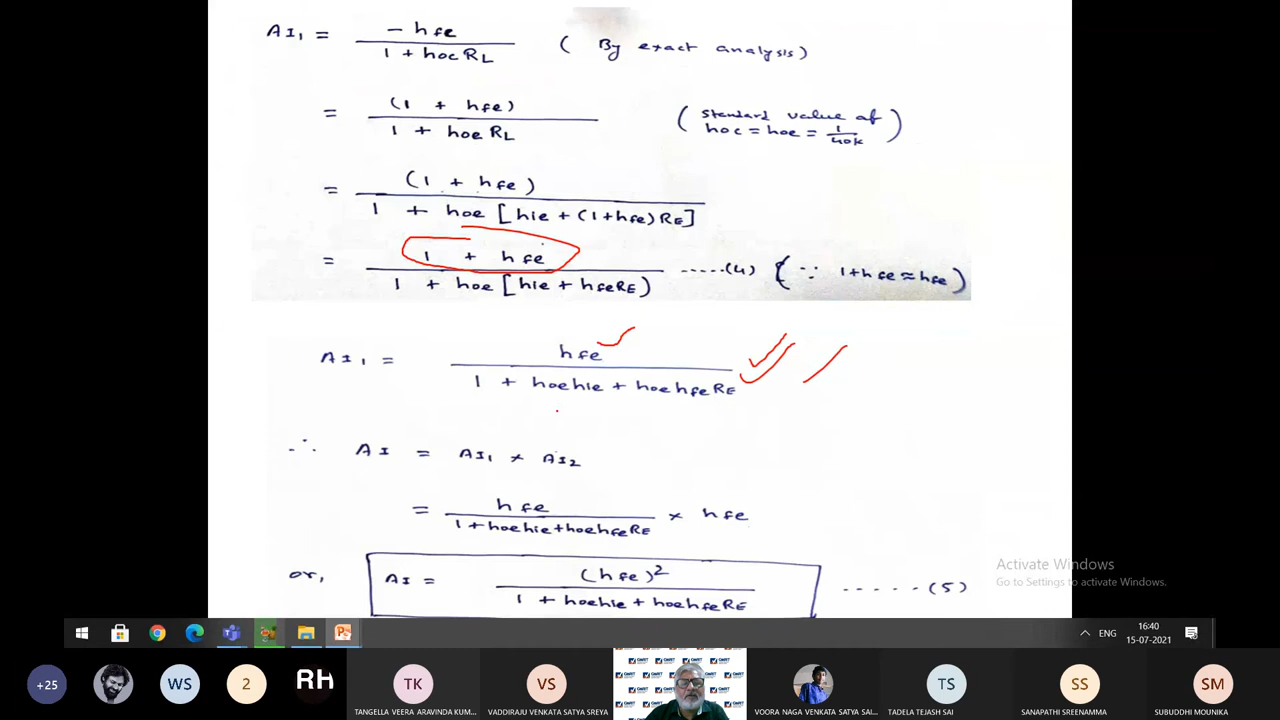 AI1 = - hfe / 1 + hoc RL ( By exact analysis)
= (1 + hfe) / 1 + hoe RL ( standard value of hoc = hoe = 1/40k )
= (1 + hfe) / 1 + hoe [hie + (1+hfe) RE]
= 1 + hfe / 1 + hoe [hie + hfeRE) .....(4) ( ∵ 1+hfe ≈ hfe )
AI1 = hfe / 1 + hoehie + hoehfeRE
∴ AI = AI1 × AI2
= hfe / 1+hoehie+hoehfeRE × hfe
or, AI = (hfe)² / 1 + hoehie + hoehfeRE ......(5)
Activate Windows
Go to Settings to activate Windows.
ENG
16:40
15-07-2021
+25
WS
2
RH
TK
VS
TS
SS
SM
TANGELLA VEERA ARAVINDA KUM...
VADDIRAJU VENKATA SATYA SREYA
VOORA NAGA VENKATA SATYA SAI...
TADELA TEJASH SAI
SANAPATHI SREENAMMA
SUBUDDI MOUNIKA